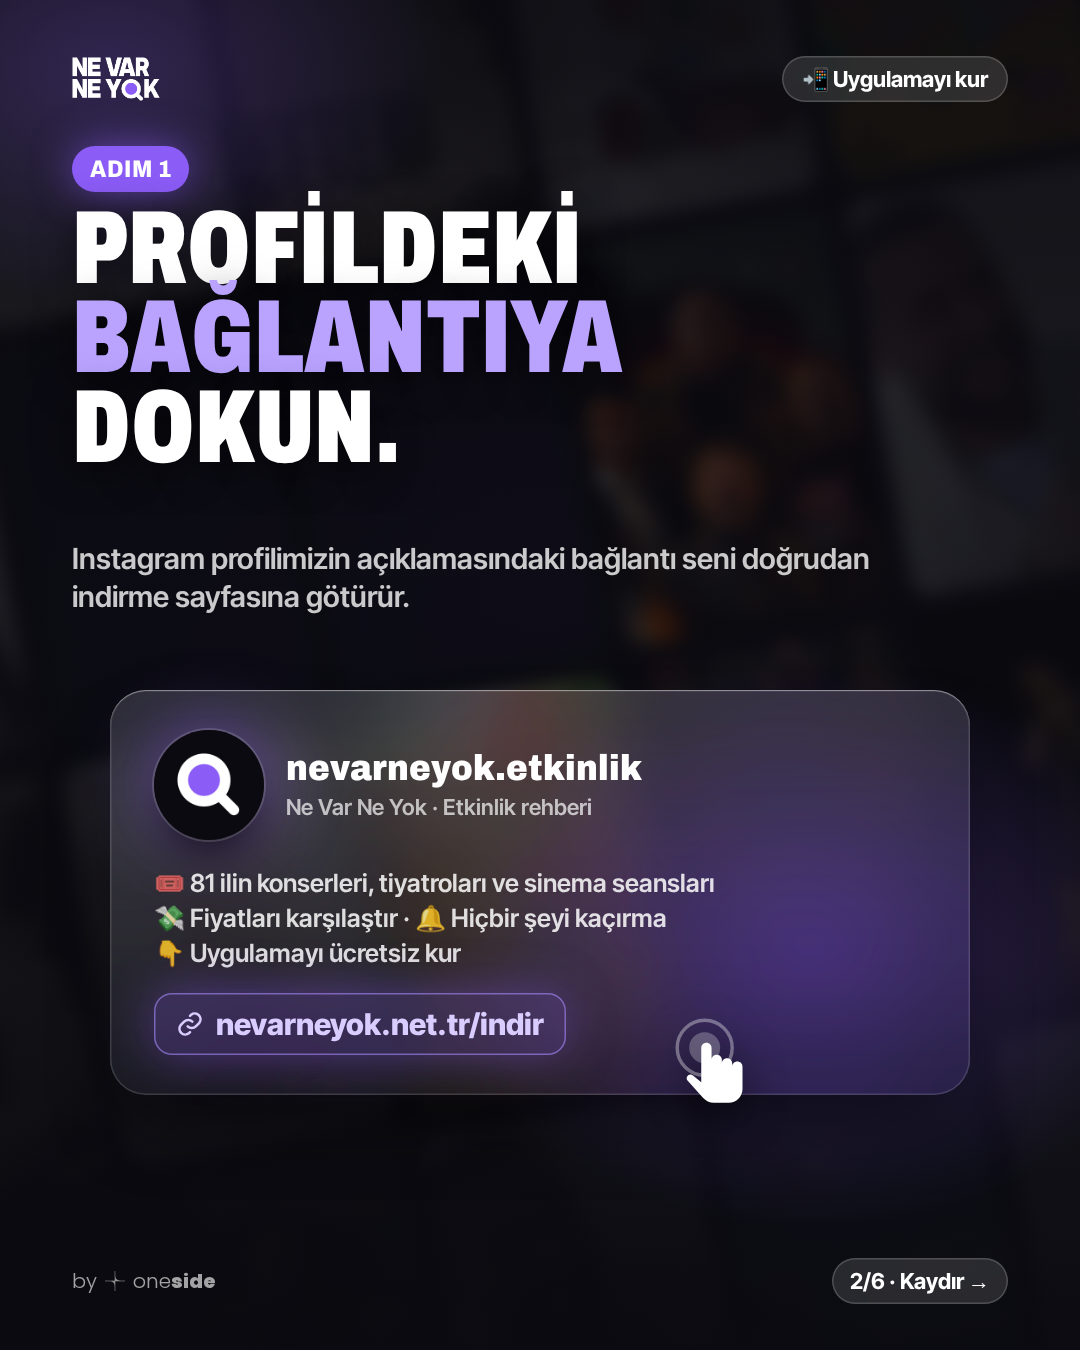 NE VAR
NE YOK
📲 Uygulamayı kur
ADIM 1
PROFİLDEKİ
BAĞLANTIYA
DOKUN.
Instagram profilimizin açıklamasındaki bağlantı seni doğrudan
indirme sayfasına götürür.
nevarneyok.etkinlik
Ne Var Ne Yok · Etkinlik rehberi
🎟️ 81 ilin konserleri, tiyatroları ve sinema seansları
💸 Fiyatları karşılaştır · 🔔 Hiçbir şeyi kaçırma
👇 Uygulamayı ücretsiz kur
nevarneyok.net.tr/indir
by oneside
2/6 · Kaydır →